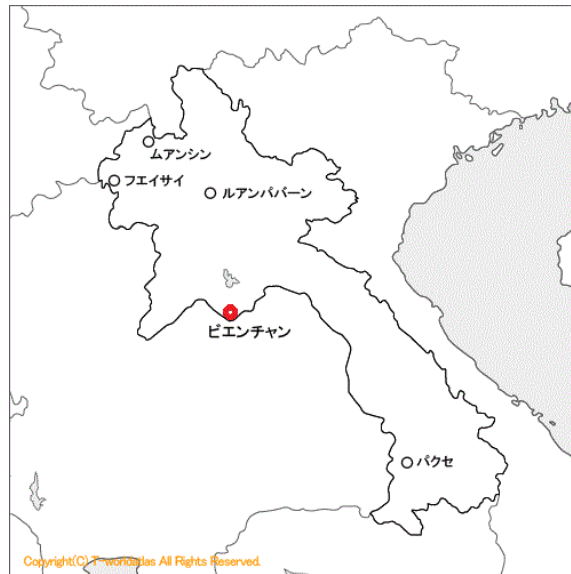 ムアンシン
フエイサイ
ルアンパバーン
ビエンチャン
パクセ
Copyright(C) T-worldatlas All Rights Reserved.